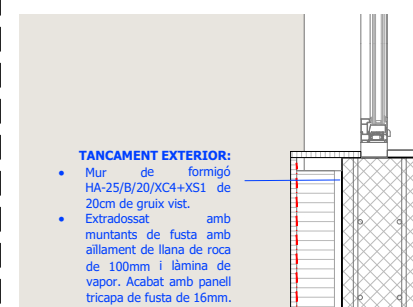 TANCAMENT EXTERIOR:
• Mur de formigó
HA-25/B/20/XC4+XS1 de
20cm de gruix vist.
• Extradossat amb
muntants de fusta amb
aïllament de llana de roca
de 100mm i làmina de
vapor. Acabat amb panell
tricapa de fusta de 16mm.